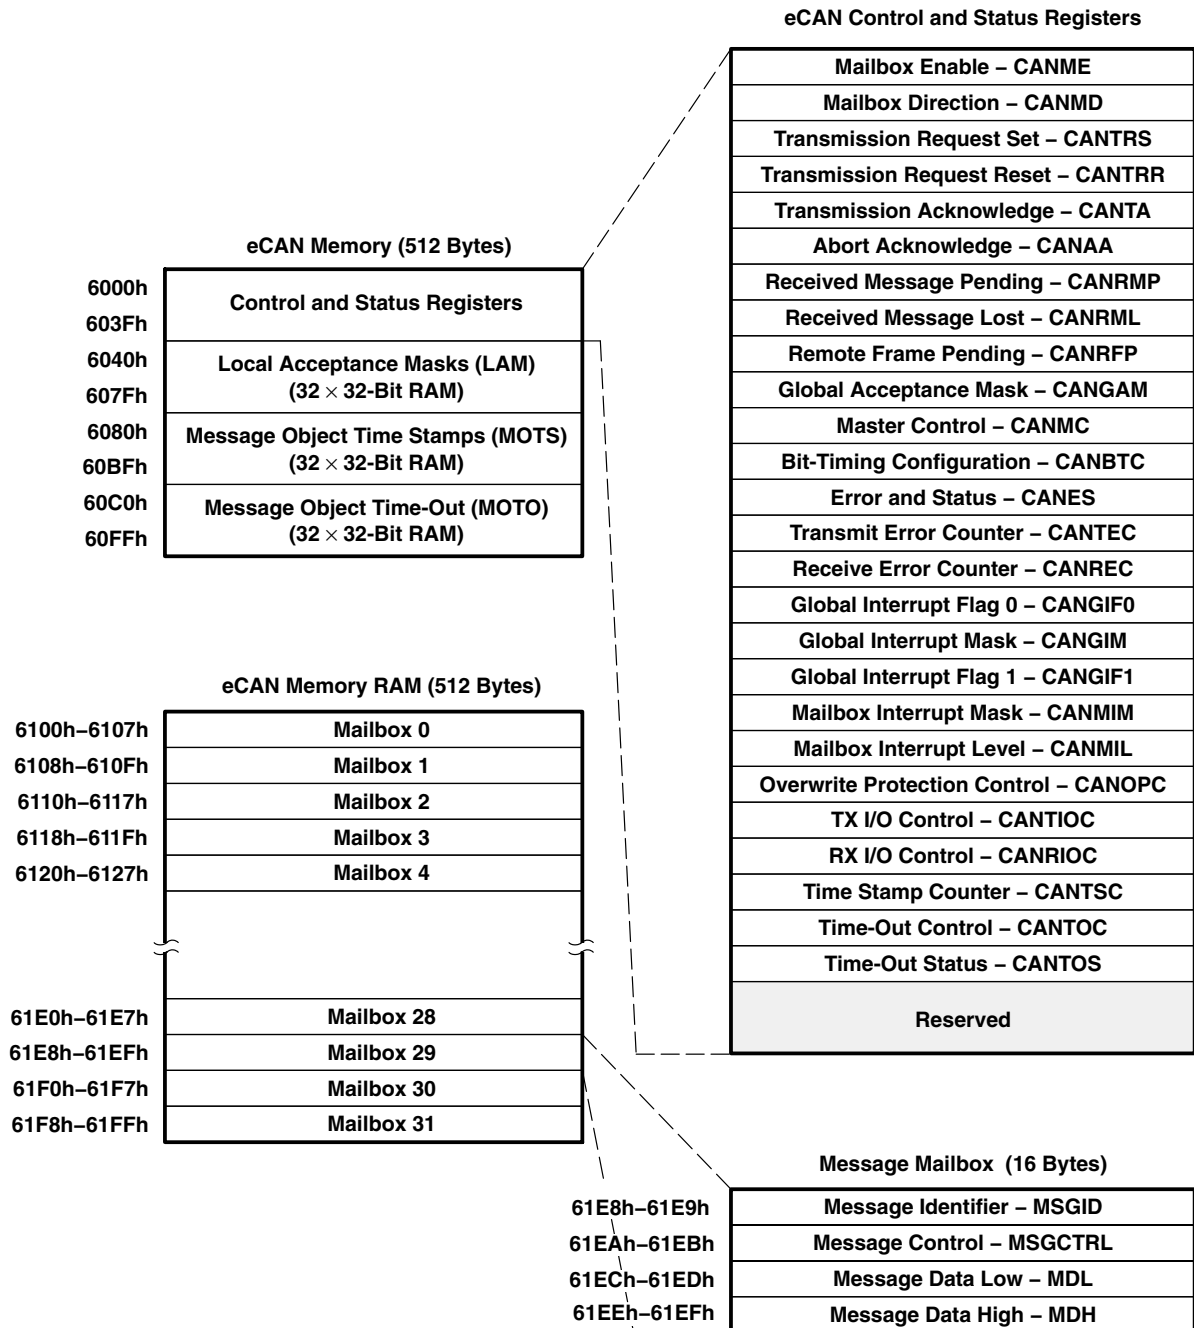 eCAN Control and Status Registers
Mailbox Enable – CANME
Mailbox Direction – CANMD
Transmission Request Set – CANTRS
Transmission Request Reset – CANTRR
Transmission Acknowledge – CANTA
Abort Acknowledge – CANAA
Received Message Pending – CANRMP
Received Message Lost – CANRML
Remote Frame Pending – CANRFP
Global Acceptance Mask – CANGAM
Master Control – CANMC
Bit-Timing Configuration – CANBTC
Error and Status – CANES
Transmit Error Counter – CANTEC
Receive Error Counter – CANREC
Global Interrupt Flag 0 – CANGIF0
Global Interrupt Mask – CANGIM
Global Interrupt Flag 1 – CANGIF1
Mailbox Interrupt Mask – CANMIM
Mailbox Interrupt Level – CANMIL
Overwrite Protection Control – CANOPC
TX I/O Control – CANTIOC
RX I/O Control – CANRIOC
Time Stamp Counter – CANTSC
Time-Out Control – CANTOC
Time-Out Status – CANTOS
Reserved
eCAN Memory (512 Bytes)
6000h
Control and Status Registers
603Fh
6040h
Local Acceptance Masks (LAM)
(32 × 32-Bit RAM)
607Fh
6080h
Message Object Time Stamps (MOTS)
(32 × 32-Bit RAM)
60BFh
60C0h
Message Object Time-Out (MOTO)
(32 × 32-Bit RAM)
60FFh
eCAN Memory RAM (512 Bytes)
6100h–6107h Mailbox 0
6108h–610Fh Mailbox 1
6110h–6117h Mailbox 2
6118h–611Fh Mailbox 3
6120h–6127h Mailbox 4
61E0h–61E7h Mailbox 28
61E8h–61EFh Mailbox 29
61F0h–61F7h Mailbox 30
61F8h–61FFh Mailbox 31
Message Mailbox (16 Bytes)
61E8h–61E9h Message Identifier – MSGID
61EAh–61EBh Message Control – MSGCTRL
61ECh–61EDh Message Data Low – MDL
61EEh–61EFh Message Data High – MDH